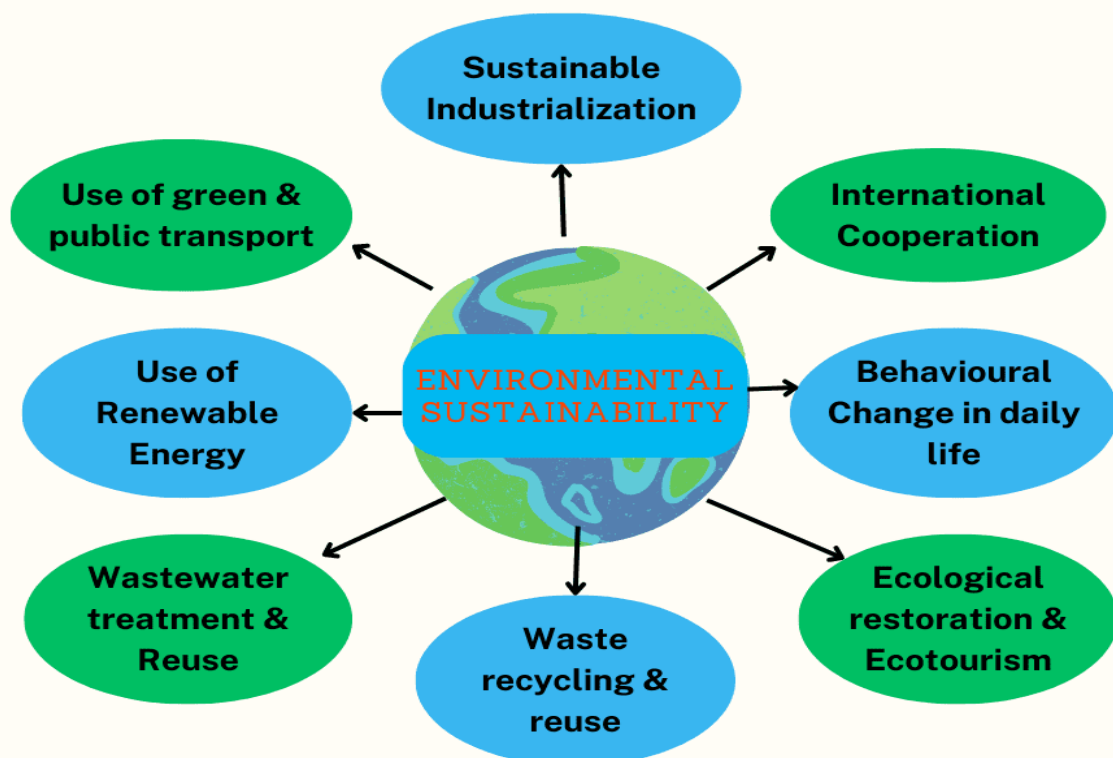 Sustainable
Industrialization
Use of green &
public transport
International
Cooperation
ENVIRONMENTAL
SUSTAINABILITY
Use of
Renewable
Energy
Behavioural
Change in daily
life
Wastewater
treatment &
Reuse
Waste
recycling &
reuse
Ecological
restoration &
Ecotourism